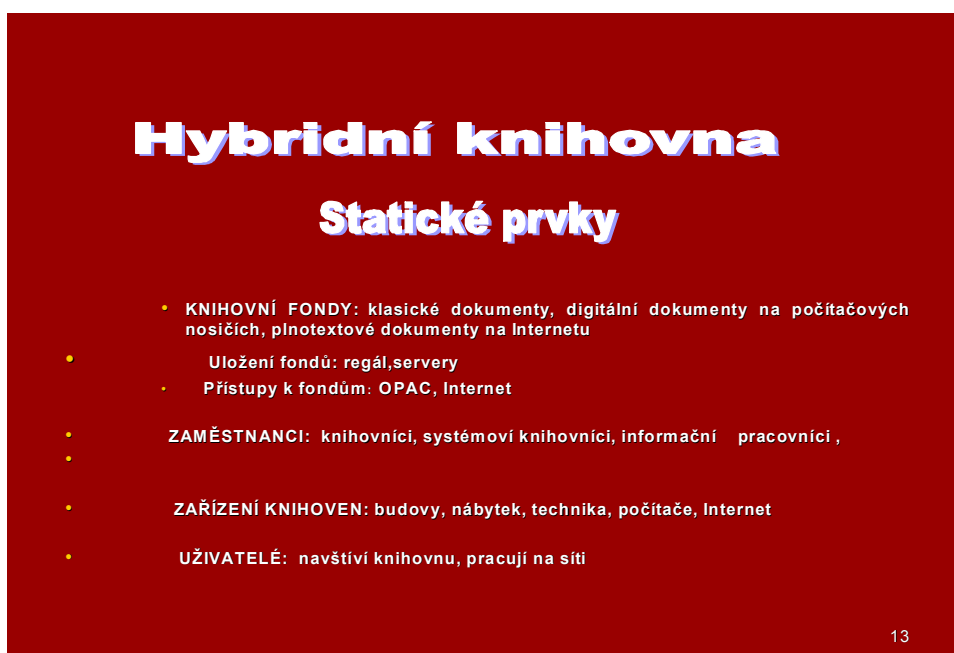 Hybridní knihovna
Statické prvky
• KNIHOVNÍ FONDY: klasické dokumenty, digitální dokumenty na počítačových
nosičích, plnotextové dokumenty na Internetu
• Uložení fondů: regál,servery
• Přístupy k fondům: OPAC, Internet
• ZAMĚSTNANCI: knihovníci, systémoví knihovníci, informační pracovníci ,
•
• ZAŘÍZENÍ KNIHOVEN: budovy, nábytek, technika, počítače, Internet
• UŽIVATELÉ: navštíví knihovnu, pracují na síti
13